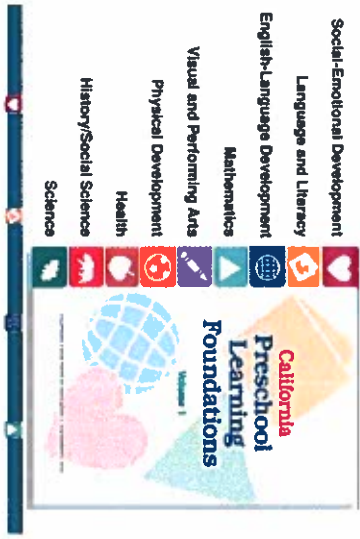 Social-Emotional Development
Language and Literacy
English-Language Development
Mathematics
Visual and Performing Arts
Physical Development
Health
History/Social Science
Science
California
Preschool
Learning
Foundations
Volume 1